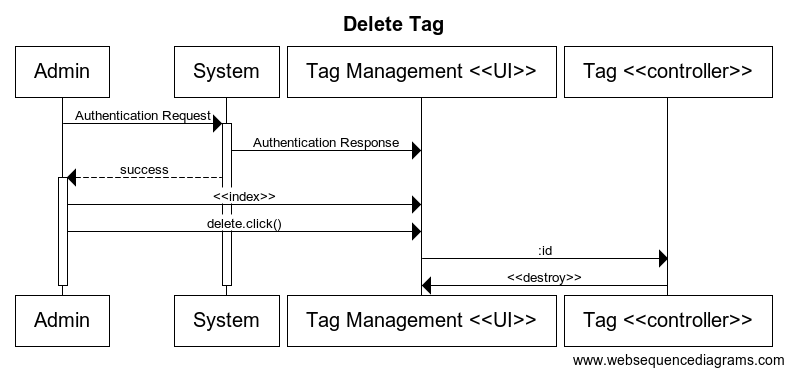 Delete Tag
Admin
System
Tag Management <<UI>>
Tag <<controller>>
Authentication Request
Authentication Response
success
<<index>>
delete.click()
:id
<<destroy>>
Admin
System
Tag Management <<UI>>
Tag <<controller>>
www.websequencediagrams.com